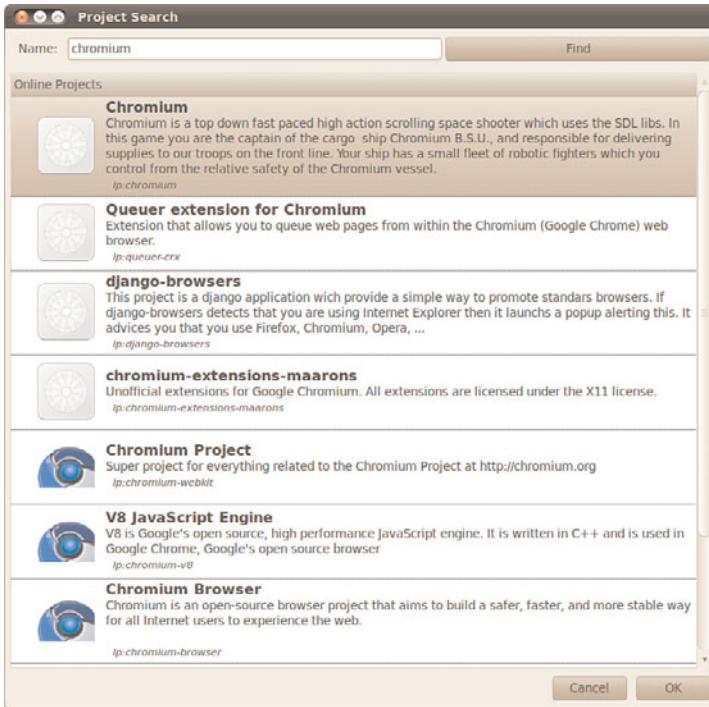 Project Search
Name: chromium Find
Online Projects
Chromium
Chromium is a top down fast paced high action scrolling space shooter which uses the SDL libs. In
this game you are the captain of the cargo ship Chromium B.S.U., and responsible for delivering
supplies to our troops on the front line. Your ship has a small fleet of robotic fighters which you
control from the relative safety of the Chromium vessel.
lp:chromium
Queuer extension for Chromium
Extension that allows you to queue web pages from within the Chromium (Google Chrome) web
browser.
lp:queuer-crx
django-browsers
This project is a django application wich provide a simple way to promote standars browsers. If
django-browsers detects that you are using Internet Explorer then it launchs a popup alerting this. It
advices you that you use Firefox, Chromium, Opera, ...
lp:django-browsers
chromium-extensions-maarons
Unofficial extensions for Google Chromium. All extensions are licensed under the X11 license.
lp:chromium-extensions-maarons
Chromium Project
Super project for everything related to the Chromium Project at http://chromium.org
lp:chromium-webkit
V8 JavaScript Engine
V8 is Google's open source, high performance JavaScript engine. It is written in C++ and is used in
Google Chrome, Google's open source browser
lp:chromium-v8
Chromium Browser
Chromium is an open-source browser project that aims to build a safer, faster, and more stable way
for all Internet users to experience the web.
lp:chromium-browser
Cancel OK